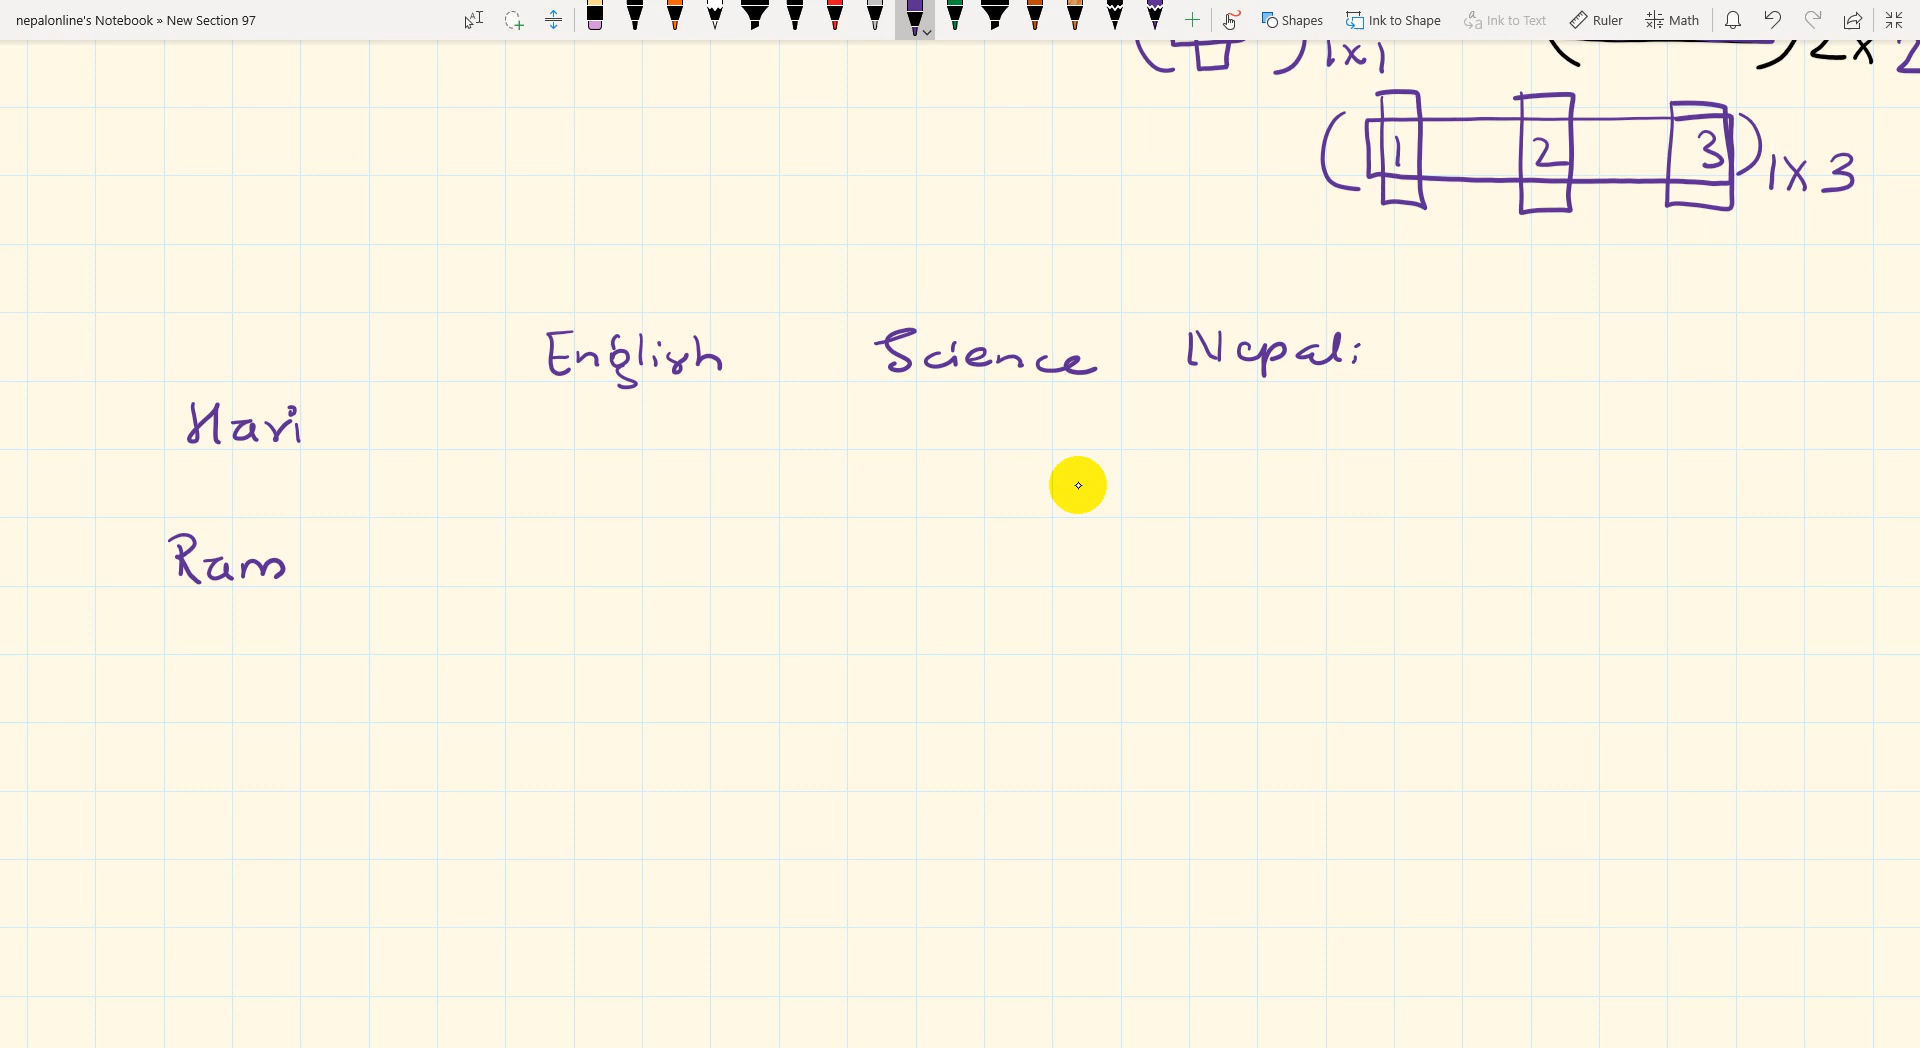 nepalonline's Notebook » New Section 97
Shapes Ink to Shape Ink to Text Ruler Math
1x1 2x2
(1 2 3) 1x3
English Science Nepali
Hari
Ram